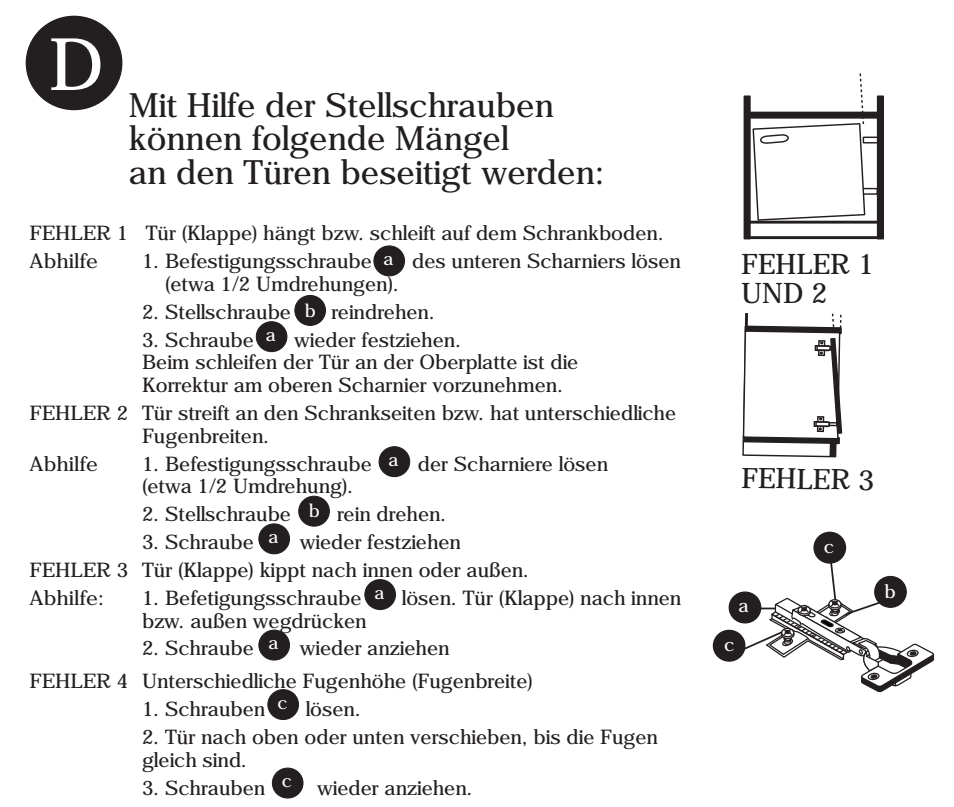 D
Mit Hilfe der Stellschrauben
können folgende Mängel
an den Türen beseitigt werden:
FEHLER 1 Tür (Klappe) hängt bzw. schleift auf dem Schrankboden.
Abhilfe 1. Befestigungsschraube a des unteren Scharniers lösen
(etwa 1/2 Umdrehungen).
2. Stellschraube b reindrehen.
3. Schraube a wieder festziehen.
Beim schleifen der Tür an der Oberplatte ist die
Korrektur am oberen Scharnier vorzunehmen.
FEHLER 2 Tür streift an den Schrankseiten bzw. hat unterschiedliche
Fugenbreiten.
Abhilfe 1. Befestigungsschraube a der Scharniere lösen
(etwa 1/2 Umdrehung).
2. Stellschraube b rein drehen.
3. Schraube a wieder festziehen
FEHLER 3 Tür (Klappe) kippt nach innen oder außen.
Abhilfe: 1. Befetigungsschraube a lösen. Tür (Klappe) nach innen
bzw. außen wegdrücken
2. Schraube a wieder anziehen
FEHLER 4 Unterschiedliche Fugenhöhe (Fugenbreite)
1. Schrauben c lösen.
2. Tür nach oben oder unten verschieben, bis die Fugen
gleich sind.
3. Schrauben c wieder anziehen.
FEHLER 1
UND 2
FEHLER 3
c
b
a
c